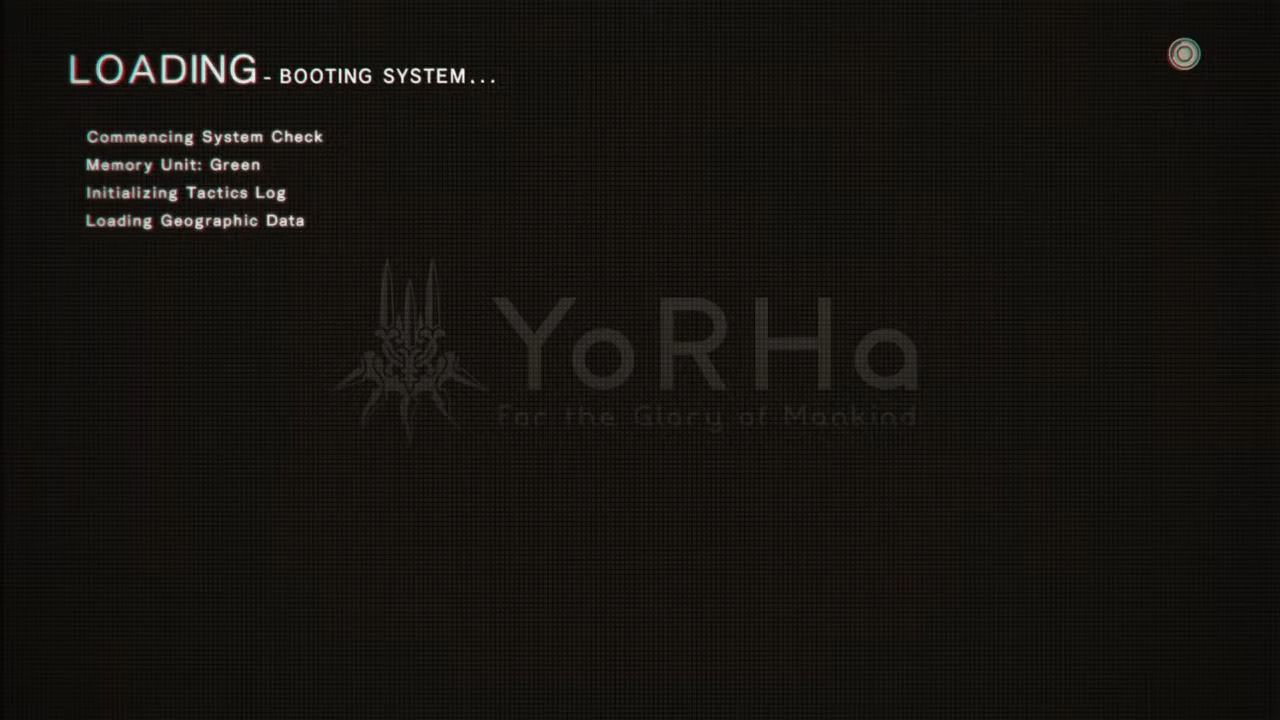 LOADING - BOOTING SYSTEM...
Commencing System Check
Memory Unit: Green
Initializing Tactics Log
Loading Geographic Data
YoRHa
For the Glory of Mankind